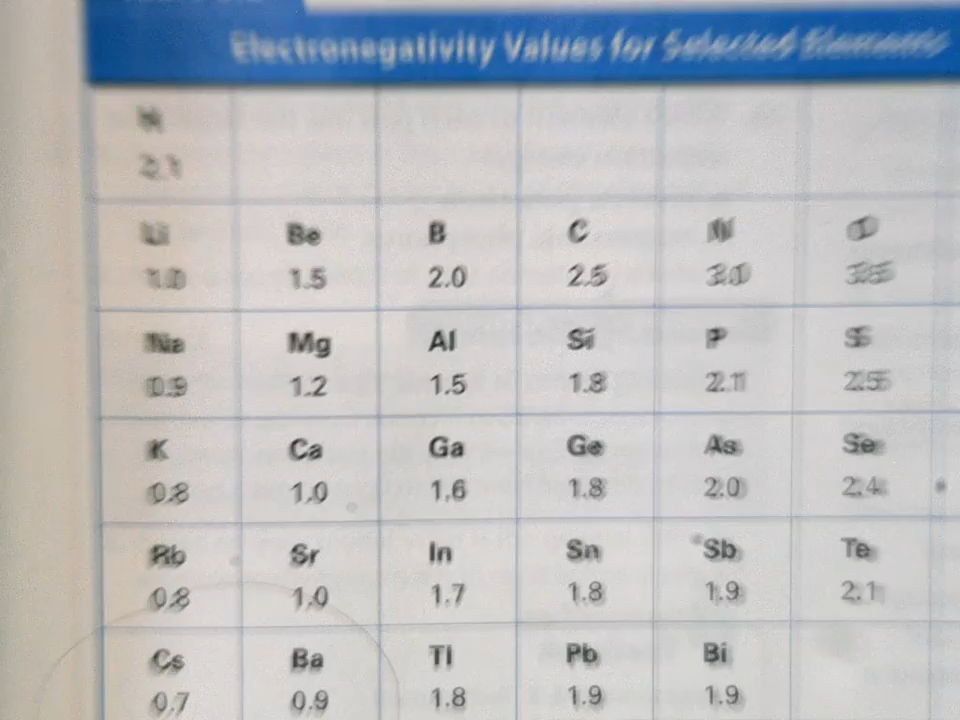 Electronegativity Values for Selected Elements
H
2.1
Li Be B C N O
1.0 1.5 2.0 2.5 3.0 3.5
Na Mg Al Si P S
0.9 1.2 1.5 1.8 2.1 2.5
K Ca Ga Ge As Se
0.8 1.0 1.6 1.8 2.0 2.4
Rb Sr In Sn Sb Te
0.8 1.0 1.7 1.8 1.9 2.1
Cs Ba Tl Pb Bi
0.7 0.9 1.8 1.9 1.9